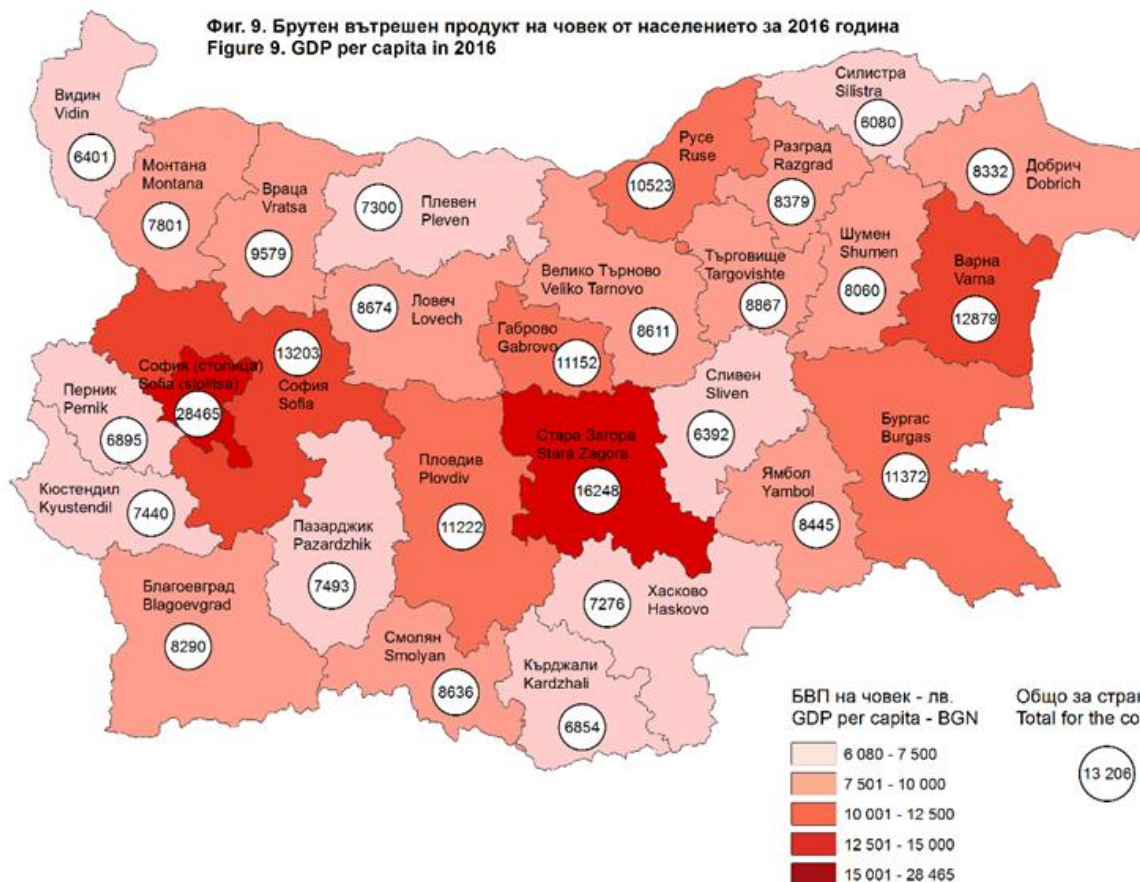 Фиг. 9. Брутен вътрешен продукт на човек от населението за 2016 година
Figure 9. GDP per capita in 2016
Видин
Vidin
6401
Монтана
Montana
7801
Враца
Vratsa
9579
Плевен
Pleven
7300
Русе
Ruse
10523
Силистра
Silistra
6080
Разград
Razgrad
8379
Добрич
Dobrich
8332
Ловеч
Lovech
8674
Велико Търново
Veliko Tarnovo
8611
Търговище
Targovishte
8867
Шумен
Shumen
8060
Варна
Varna
12879
Габрово
Gabrovo
11152
София (столица)
Sofia (stolitsa)
28465
13203
София
Sofia
Перник
Pernik
6895
Кюстендил
Kyustendil
7440
Пазарджик
Pazardzhik
7493
Пловдив
Plovdiv
11222
Стара Загора
Stara Zagora
16248
Сливен
Sliven
6392
Ямбол
Yambol
8445
Бургас
Burgas
11372
Благоевград
Blagoevgrad
8290
Смолян
Smolyan
8636
Хасково
Haskovo
7276
Кърджали
Kardzhali
6854
БВП на човек - лв.
GDP per capita - BGN
6 080 - 7 500
7 501 - 10 000
10 001 - 12 500
12 501 - 15 000
15 001 - 28 465
Общо за стран
Total for the co
13 206